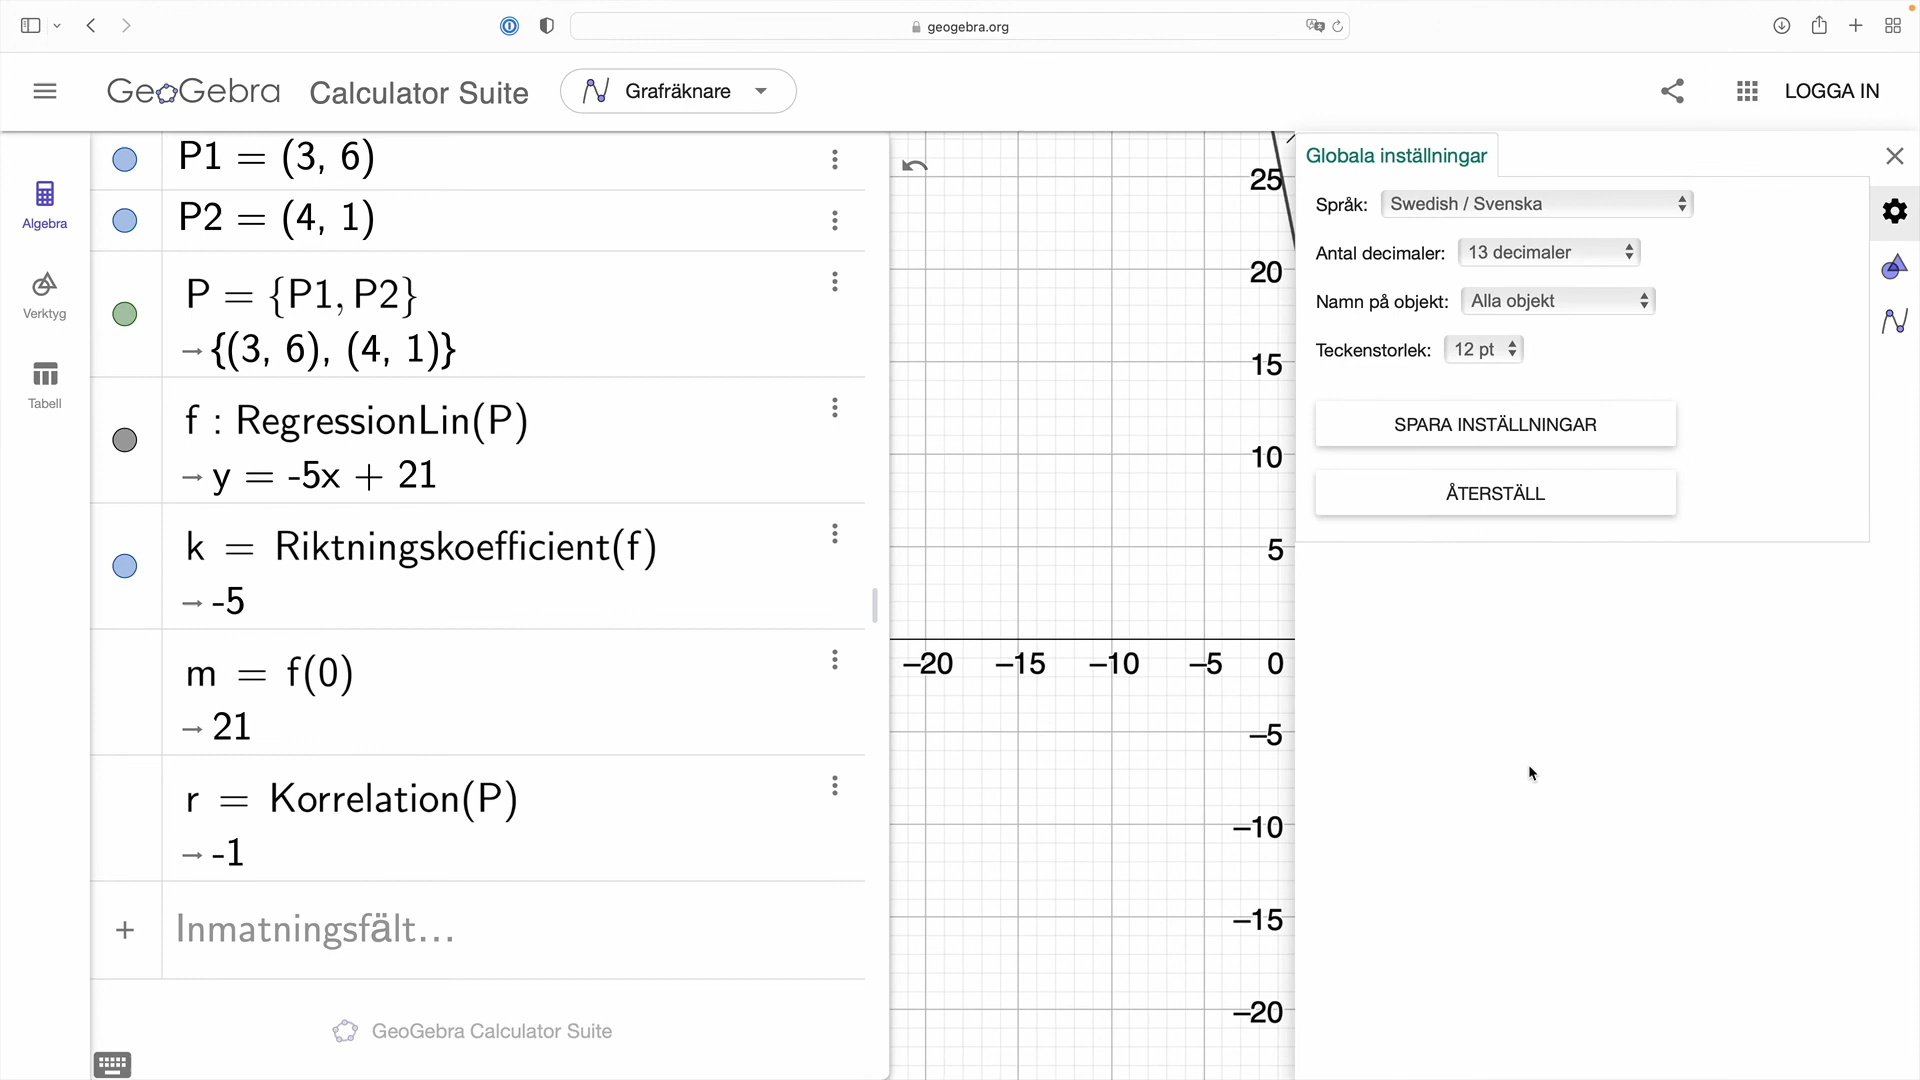 geogebra.org
GeoGebra
Calculator Suite
Grafräknare
LOGGA IN
Algebra
Verktyg
Tabell
P1 = (3, 6)
P2 = (4, 1)
P = {P1, P2}
→ {(3, 6), (4, 1)}
f : RegressionLin(P)
→ y = -5x + 21
k = Riktningskoefficient(f)
→ -5
m = f(0)
→ 21
r = Korrelation(P)
→ -1
+ Inmatningsfält...
GeoGebra Calculator Suite
25
20
15
10
5
−20 −15 −10 −5 0
−5
−10
−15
−20
Globala inställningar
Språk: Swedish / Svenska
Antal decimaler: 13 decimaler
Namn på objekt: Alla objekt
Teckenstorlek: 12 pt
SPARA INSTÄLLNINGAR
ÅTERSTÄLL